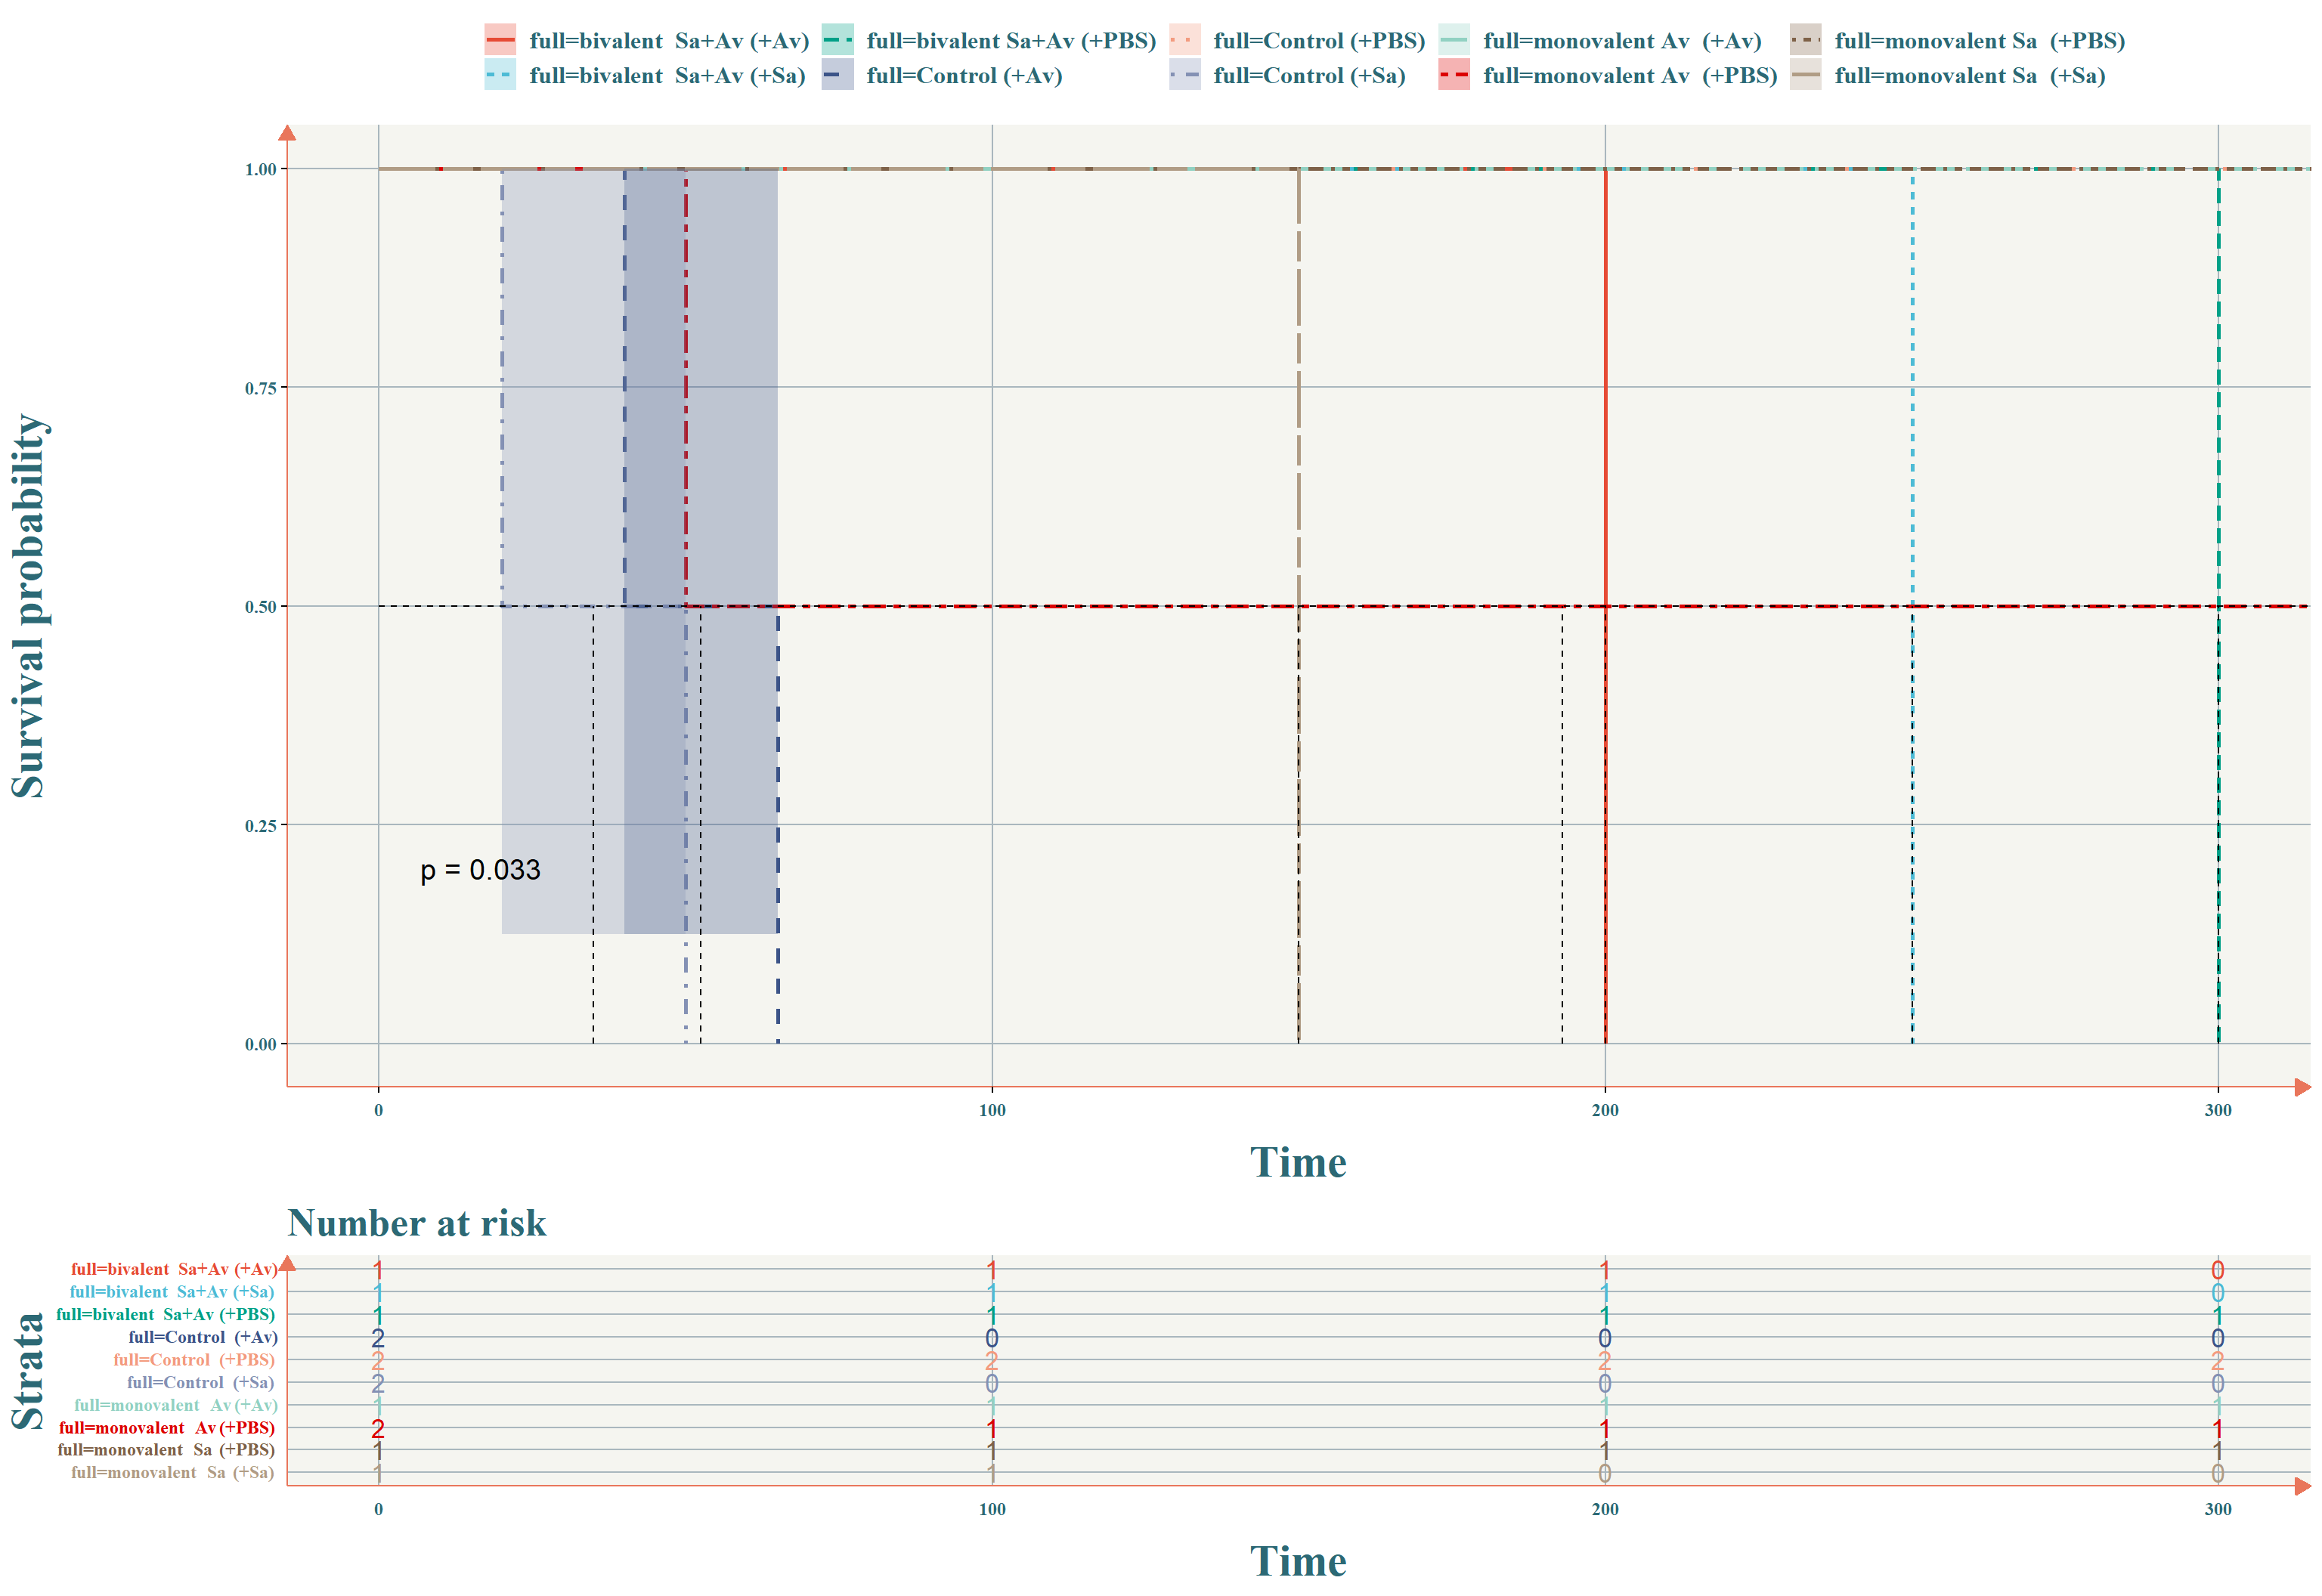 full=bivalent  Sa+Av (+Av) full=bivalent Sa+Av (+PBS) full=Control (+PBS) full=monovalent Av  (+Av) full=monovalent Sa  (+PBS)
full=bivalent  Sa+Av (+Sa) full=Control (+Av) full=Control (+Sa) full=monovalent Av  (+PBS) full=monovalent Sa  (+Sa)
1.00
0.75
0.50
0.25
0.00
Survival probability
p = 0.033
0 100 200 300
Time
Number at risk
Strata
full=bivalent  Sa+Av (+Av) 1 1 1 0
full=bivalent  Sa+Av (+Sa) 1 1 1 0
full=bivalent  Sa+Av (+PBS) 1 1 1 1
full=Control  (+Av) 2 0 0 0
full=Control  (+PBS) 2 2 2 2
full=Control  (+Sa) 2 0 0 0
full=monovalent  Av (+Av) 1 1 1 1
full=monovalent  Av (+PBS) 2 1 1 1
full=monovalent  Sa (+PBS) 1 1 1 1
full=monovalent  Sa (+Sa) 1 1 0 0
0 100 200 300
Time